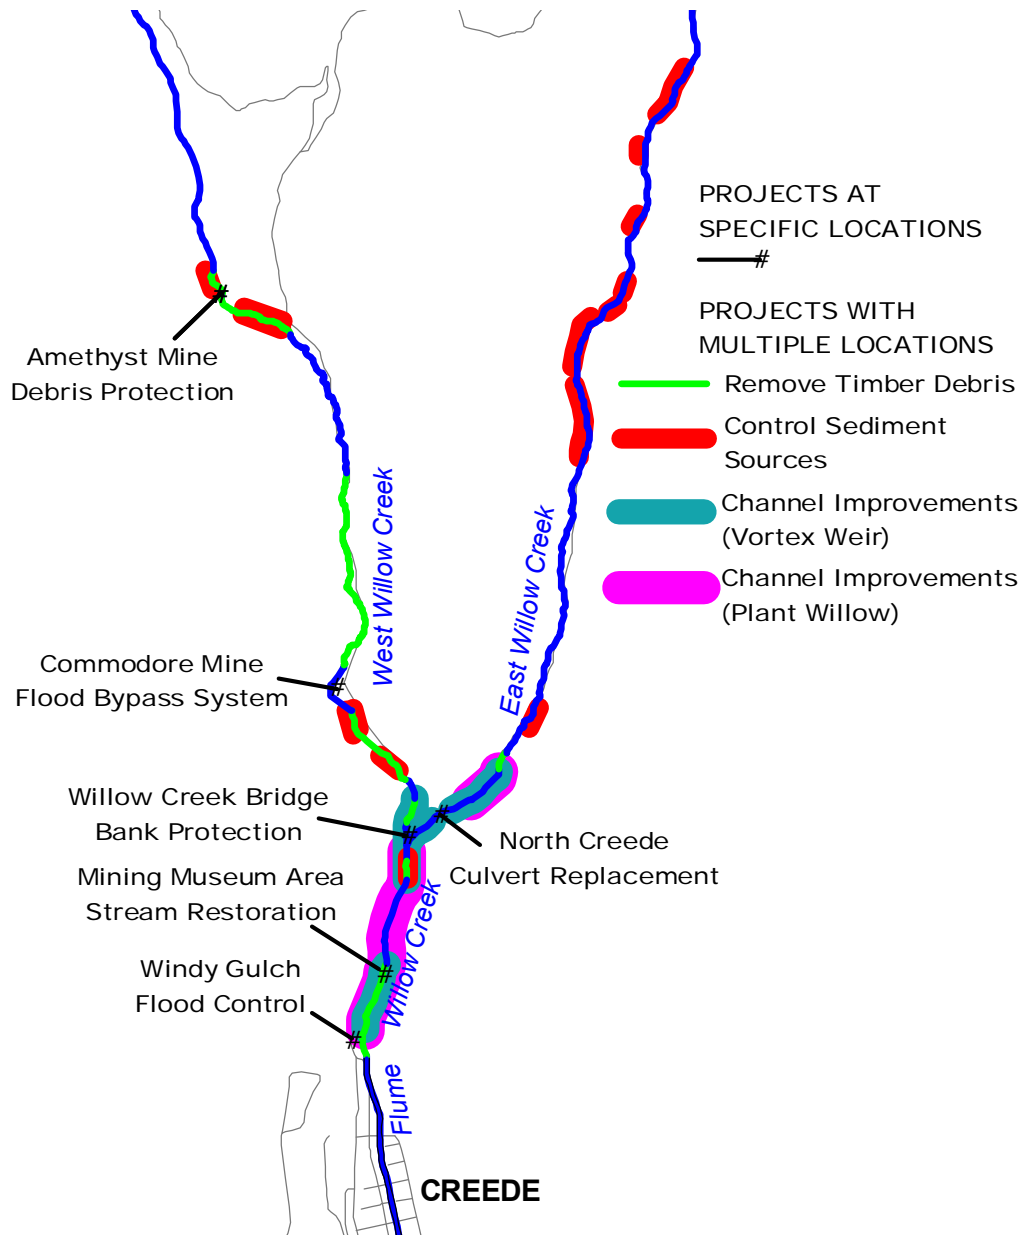 PROJECTS AT
SPECIFIC LOCATIONS
#
PROJECTS WITH
MULTIPLE LOCATIONS
Remove Timber Debris
Control Sediment
Sources
Channel Improvements
(Vortex Weir)
Channel Improvements
(Plant Willow)
#
Amethyst Mine
Debris Protection
West Willow Creek
East Willow Creek
Commodore Mine
Flood Bypass System
#
Willow Creek Bridge
Bank Protection
#
#
North Creede
Culvert Replacement
Mining Museum Area
Stream Restoration
#
Willow Creek
Windy Gulch
Flood Control
#
Flume
CREEDE